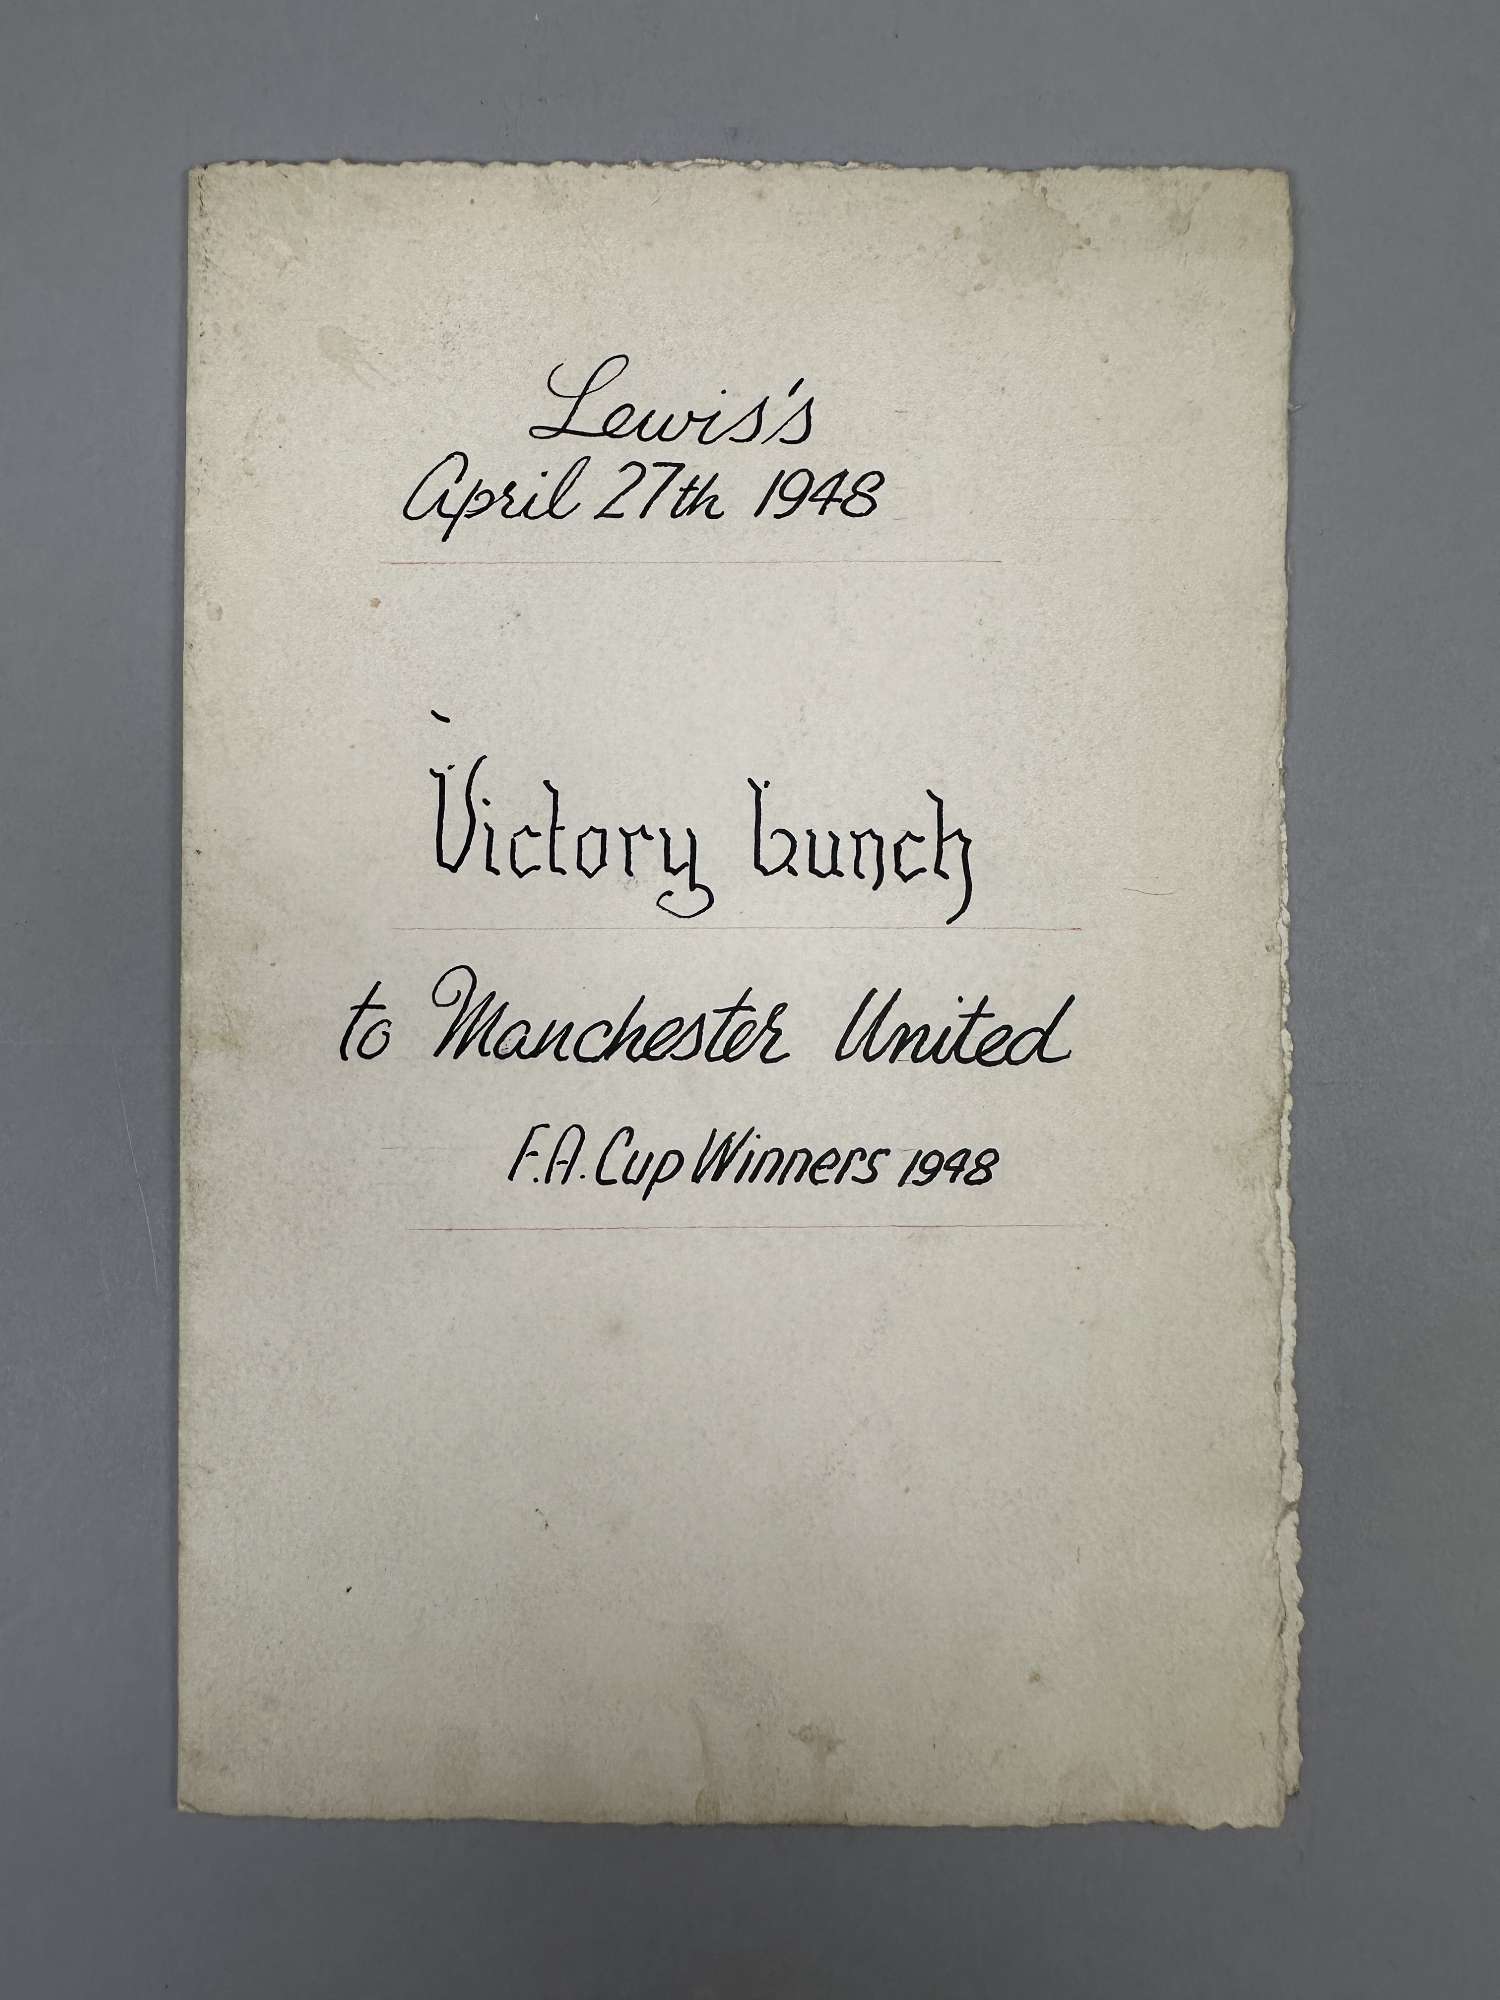 Lewis's
April 27th 1948
Victory Lunch
to Manchester United
F.A. Cup Winners 1948